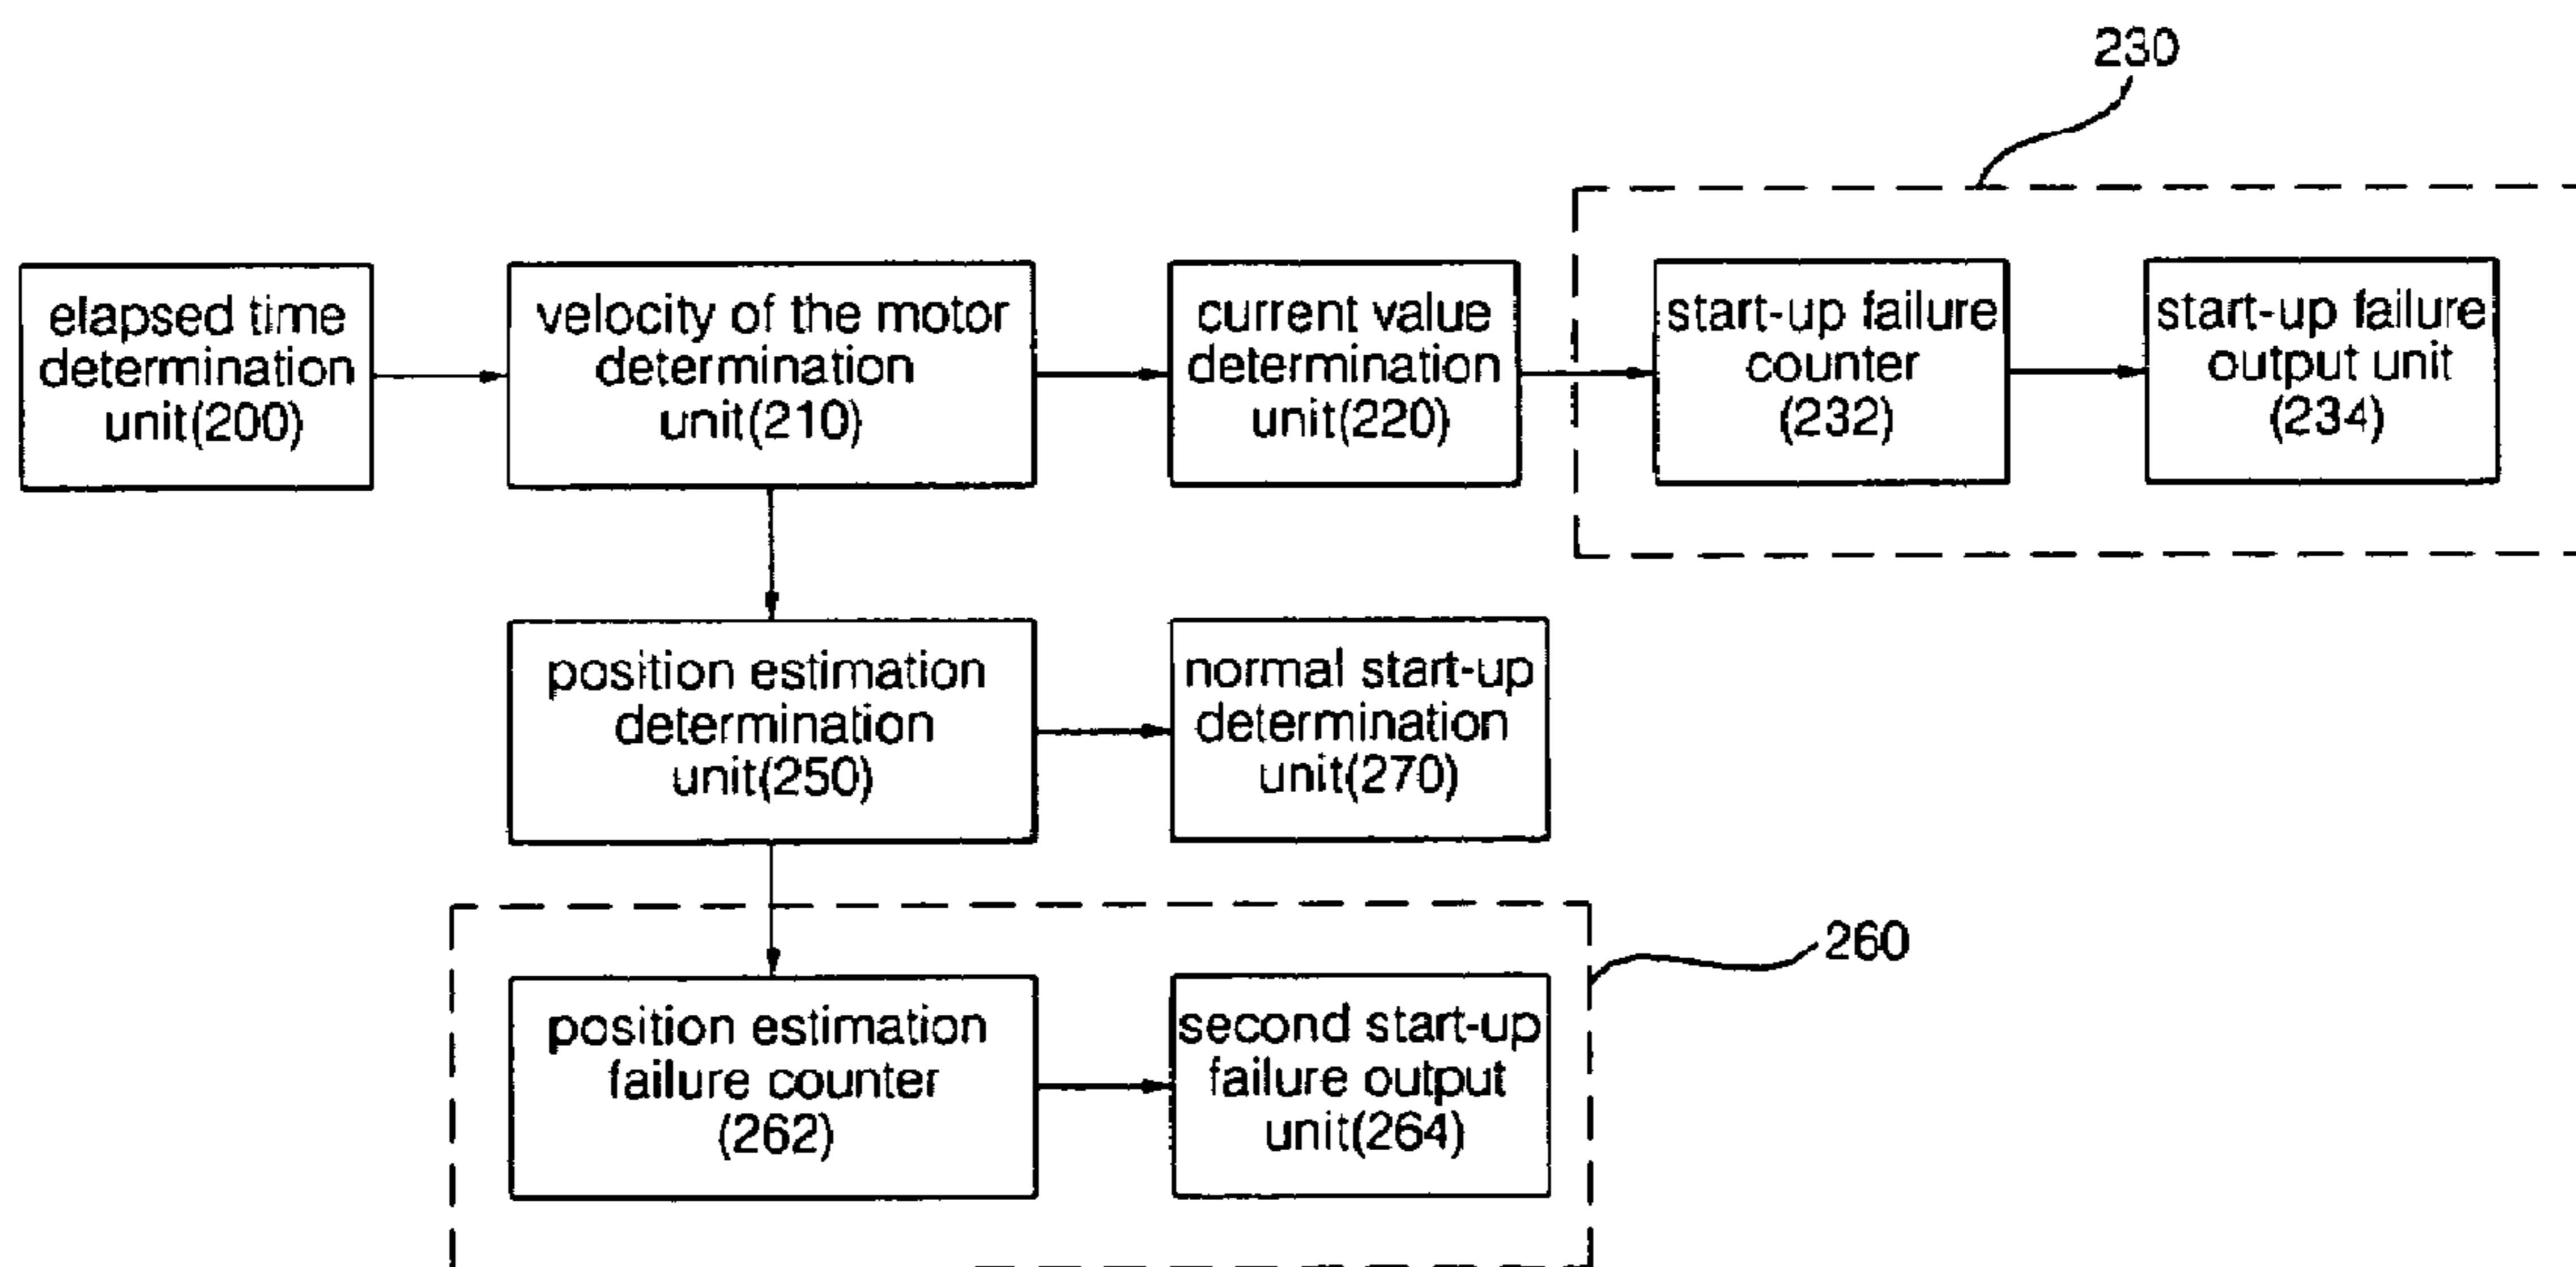 230
elapsed time
determination
unit(200)
velocity of the motor
determination
unit(210)
current value
determination
unit(220)
start-up failure
counter
(232)
start-up failure
output unit
(234)
position estimation
determination
unit(250)
normal start-up
determination
unit(270)
260
position estimation
failure counter
(262)
second start-up
failure output
unit(264)